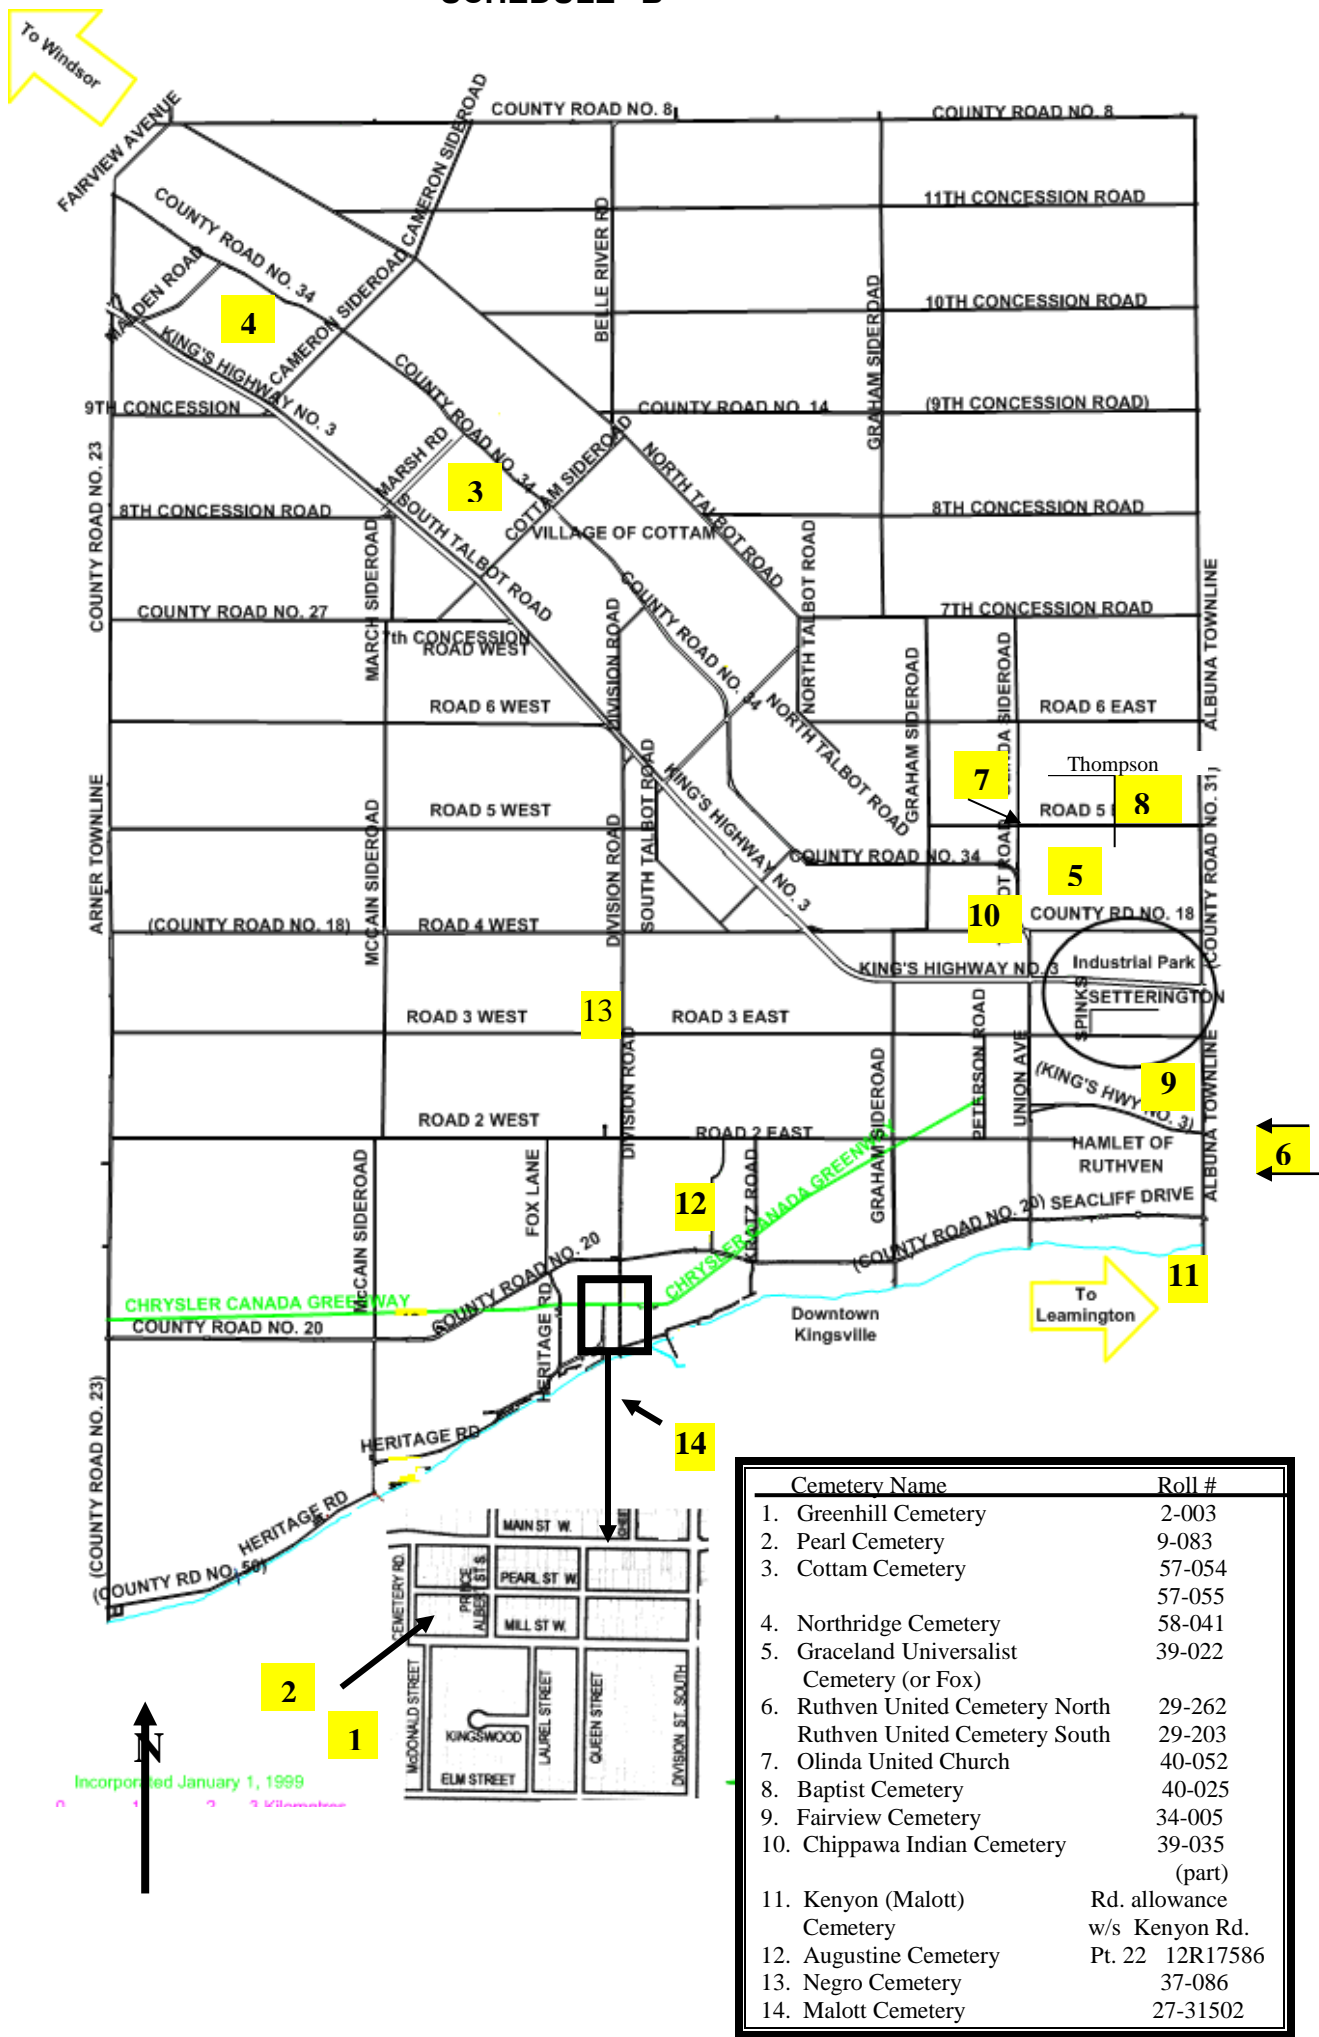 To Windsor
FAIRVIEW AVENUE
COUNTY ROAD NO. 8
COUNTY ROAD NO. 8
CAMERON SIDEROAD
11TH CONCESSION ROAD
COUNTY ROAD NO. 34
BELLE RIVER RD
MALDEN ROAD
CAMERON SIDEROAD
GRAHAM SIDEROAD
10TH CONCESSION ROAD
4
KING'S HIGHWAY NO. 3
COUNTY ROAD NO. 34
9TH CONCESSION
COUNTY ROAD NO. 14
(9TH CONCESSION ROAD)
COUNTY ROAD NO. 23
MARSH RD
3
COTTAM SIDEROAD
NORTH TALBOT ROAD
8TH CONCESSION ROAD
SOUTH TALBOT ROAD
VILLAGE OF COTTAM
8TH CONCESSION ROAD
MARCH SIDEROAD
NORTH TALBOT ROAD
ALBUNA TOWNLINE
COUNTY ROAD NO. 27
7th CONCESSION
ROAD WEST
DIVISION ROAD
COUNTY ROAD NO. 34
7TH CONCESSION ROAD
GRAHAM SIDEROAD
SIDEROAD
ROAD 6 WEST
NORTH TALBOT ROAD
ROAD 6 EAST
ARNER TOWNLINE
MCCAIN SIDEROAD
SOUTH TALBOT ROAD
KING'S HIGHWAY NO. 3
7
Thompson
8
ROAD 5 WEST
ROAD 5
(COUNTY ROAD NO. 31)
COUNTY ROAD NO. 34
5
(COUNTY ROAD NO. 18)
ROAD 4 WEST
DIVISION ROAD
10
COUNTY RD NO. 18
KING'S HIGHWAY NO. 3
Industrial Park
SETTERINGTON
SPINKS
13
ROAD 3 WEST
ROAD 3 EAST
DIVISION ROAD
GRAHAM SIDEROAD
PETERSON ROAD
UNION AVE
(KING'S HWY NO. 3)
9
ALBUNA TOWNLINE
ROAD 2 WEST
ROAD 2 EAST
HAMLET OF
RUTHVEN
6
McCAIN SIDEROAD
FOX LANE
12
KRATZ ROAD
CHRYSLER CANADA GREENWAY
(COUNTY ROAD NO. 20)
SEACLIFF DRIVE
COUNTY ROAD NO. 20
HERITAGE RD
CHRYSLER CANADA GREENWAY
COUNTY ROAD NO. 20
11
To
Leamington
Downtown
Kingsville
(COUNTY ROAD NO. 23)
HERITAGE RD
14
HERITAGE RD
(COUNTY RD NO. 50)
MAIN ST W.
CEMETERY RD.
PRINCE
ALBERT ST S.
PEARL ST W.
MILL ST W.
2
1
McDONALD STREET
KINGSWOOD
LAUREL STREET
QUEEN STREET
DIVISION ST. SOUTH
ELM STREET
N
Incorporated January 1, 1999
0 1 2 3 Kilometres
Cemetery Name Roll #
1. Greenhill Cemetery 2-003
2. Pearl Cemetery 9-083
3. Cottam Cemetery 57-054
57-055
4. Northridge Cemetery 58-041
5. Graceland Universalist 39-022
Cemetery (or Fox)
6. Ruthven United Cemetery North 29-262
Ruthven United Cemetery South 29-203
7. Olinda United Church 40-052
8. Baptist Cemetery 40-025
9. Fairview Cemetery 34-005
10. Chippawa Indian Cemetery 39-035
(part)
11. Kenyon (Malott) Rd. allowance
Cemetery w/s Kenyon Rd.
12. Augustine Cemetery Pt. 22 12R17586
13. Negro Cemetery 37-086
14. Malott Cemetery 27-31502